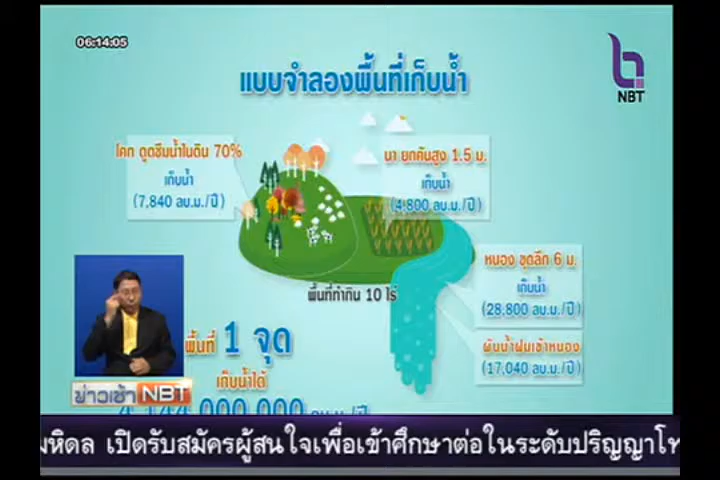 06:14:05
NBT
แบบจำลองพื้นที่เก็บน้ำ
โคก ดูดซึมน้ำในดิน 70%
เก็บน้ำ
(7,840 ลบ.ม./ปี)
นา ยกคันสูง 1.5 ม.
เก็บน้ำ
(4,800 ลบ.ม./ปี)
หนอง ขุดลึก 6 ม.
เก็บน้ำ
(28,800 ลบ.ม./ปี)
ผันน้ำฝนเข้าหนอง
(17,040 ลบ.ม./ปี)
พื้นที่ทำกิน 10 ไร่
พื้นที่ 1 จุด
เก็บน้ำได้
ลบ.ม./ปี
ข่าวเช้า NBT
งหิดล เปิดรับสมัครผู้สนใจเพื่อเข้าศึกษาต่อในระดับปริญญาโท